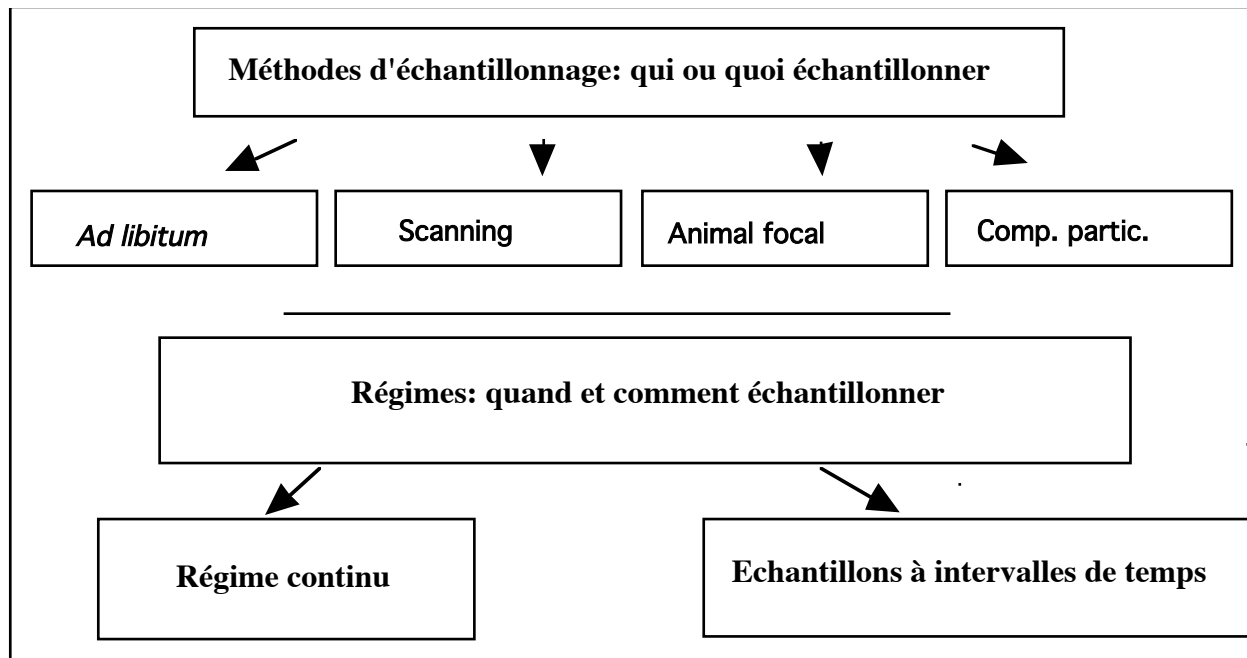 Méthodes d'échantillonnage: qui ou quoi échantillonner
Ad libitum
Scanning
Animal focal
Comp. partic.
Régimes: quand et comment échantillonner
Régime continu
Echantillons à intervalles de temps